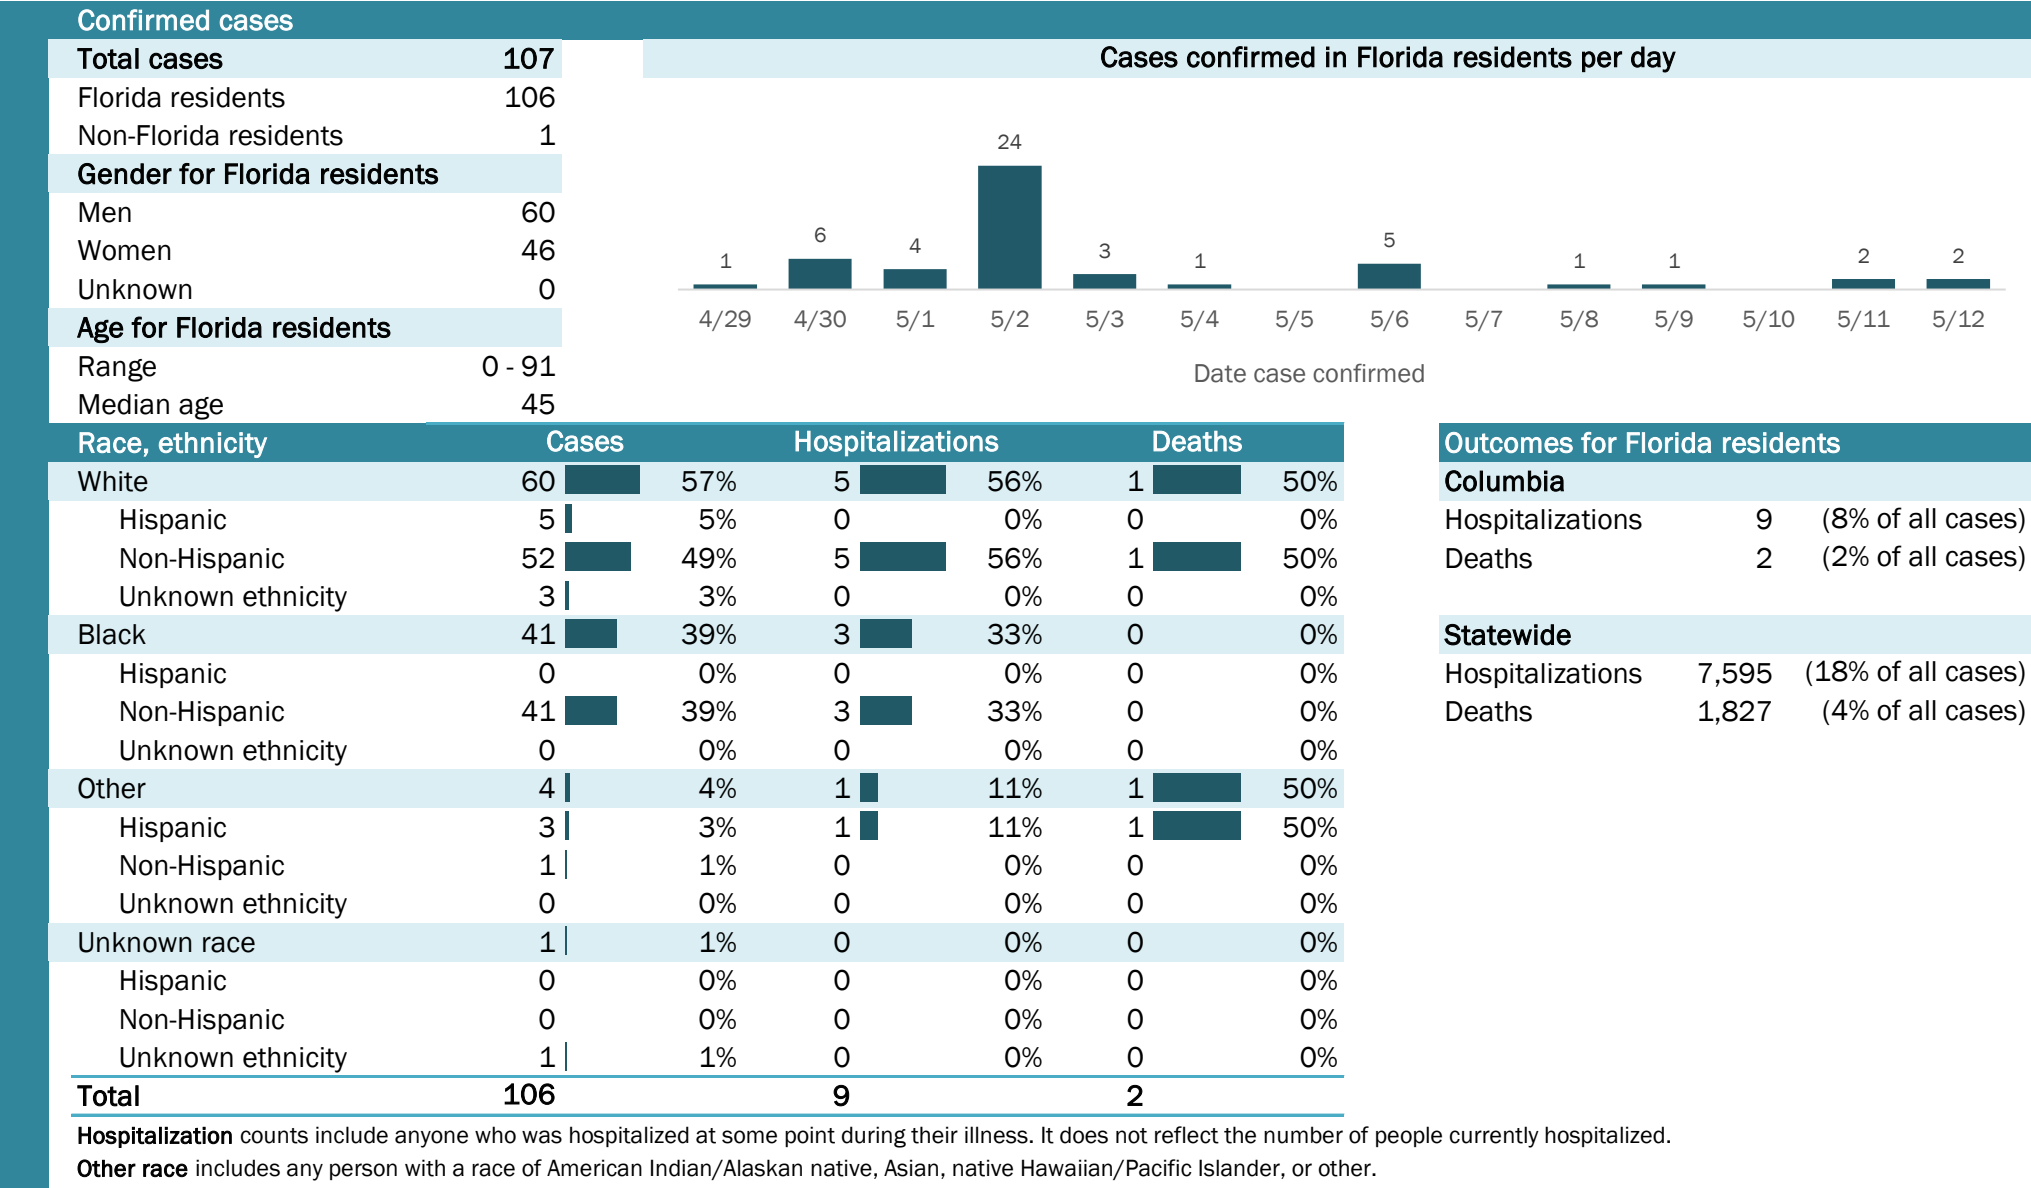 Confirmed cases
Total cases 107
Florida residents 106
Non-Florida residents 1
Gender for Florida residents
Men 60
Women 46
Unknown 0
Age for Florida residents
Range 0 - 91
Median age 45
Cases confirmed in Florida residents per day
1 6 4 24 3 1 5 1 1 2 2
4/29 4/30 5/1 5/2 5/3 5/4 5/5 5/6 5/7 5/8 5/9 5/10 5/11 5/12
Date case confirmed
Race, ethnicity Cases Hospitalizations Deaths
White 60 57% 5 56% 1 50%
Hispanic 5 5% 0 0% 0 0%
Non-Hispanic 52 49% 5 56% 1 50%
Unknown ethnicity 3 3% 0 0% 0 0%
Black 41 39% 3 33% 0 0%
Hispanic 0 0% 0 0% 0 0%
Non-Hispanic 41 39% 3 33% 0 0%
Unknown ethnicity 0 0% 0 0% 0 0%
Other 4 4% 1 11% 1 50%
Hispanic 3 3% 1 11% 1 50%
Non-Hispanic 1 1% 0 0% 0 0%
Unknown ethnicity 0 0% 0 0% 0 0%
Unknown race 1 1% 0 0% 0 0%
Hispanic 0 0% 0 0% 0 0%
Non-Hispanic 0 0% 0 0% 0 0%
Unknown ethnicity 1 1% 0 0% 0 0%
Total 106 9 2
Outcomes for Florida residents
Columbia
Hospitalizations 9 (8% of all cases)
Deaths 2 (2% of all cases)
Statewide
Hospitalizations 7,595 (18% of all cases)
Deaths 1,827 (4% of all cases)
Hospitalization counts include anyone who was hospitalized at some point during their illness. It does not reflect the number of people currently hospitalized.
Other race includes any person with a race of American Indian/Alaskan native, Asian, native Hawaiian/Pacific Islander, or other.